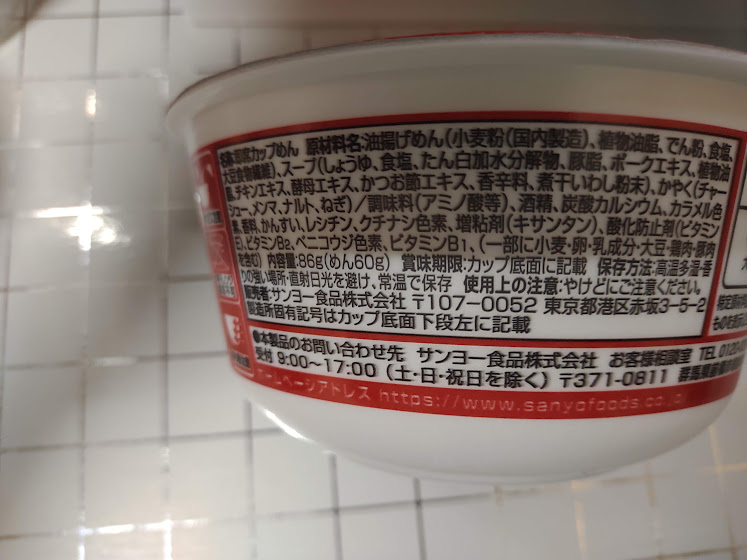 名称:即席カップめん 原材料名:油揚げめん(小麦粉(国内製造)、植物油脂、でん粉、食塩、
大豆食物繊維)、スープ(しょうゆ、食塩、たん白加水分解物、豚脂、ポークエキス、植物油
脂、チキンエキス、酵母エキス、かつお節エキス、香辛料、煮干いわし粉末)、かやく(チャー
シュー、メンマ、ナルト、ねぎ)/調味料(アミノ酸等)、酒精、炭酸カルシウム、カラメル色
素、香料、かんすい、レシチン、クチナシ色素、増粘剤(キサンタン)、酸化防止剤(ビタミン
E)、ビタミンB₂、ベニコウジ色素、ビタミンB₁、(一部に小麦・卵・乳成分・大豆・鶏肉・豚肉
を含む) 内容量:86g(めん60g) 賞味期限:カップ底面に記載 保存方法:高温多湿・香
りの強い場所・直射日光を避け、常温で保存 使用上の注意:やけどにご注意ください。
販売者:サンヨー食品株式会社 〒107-0052 東京都港区赤坂3-5-2
製造所固有記号はカップ底面下段左に記載
●本製品のお問い合わせ先 サンヨー食品株式会社 お客様相談室 TEL 0120
受付 9:00~17:00 (土・日・祝日を除く) 〒371-0811 群馬県前橋市
ホームページアドレス https://www.sanyofoods.co.jp